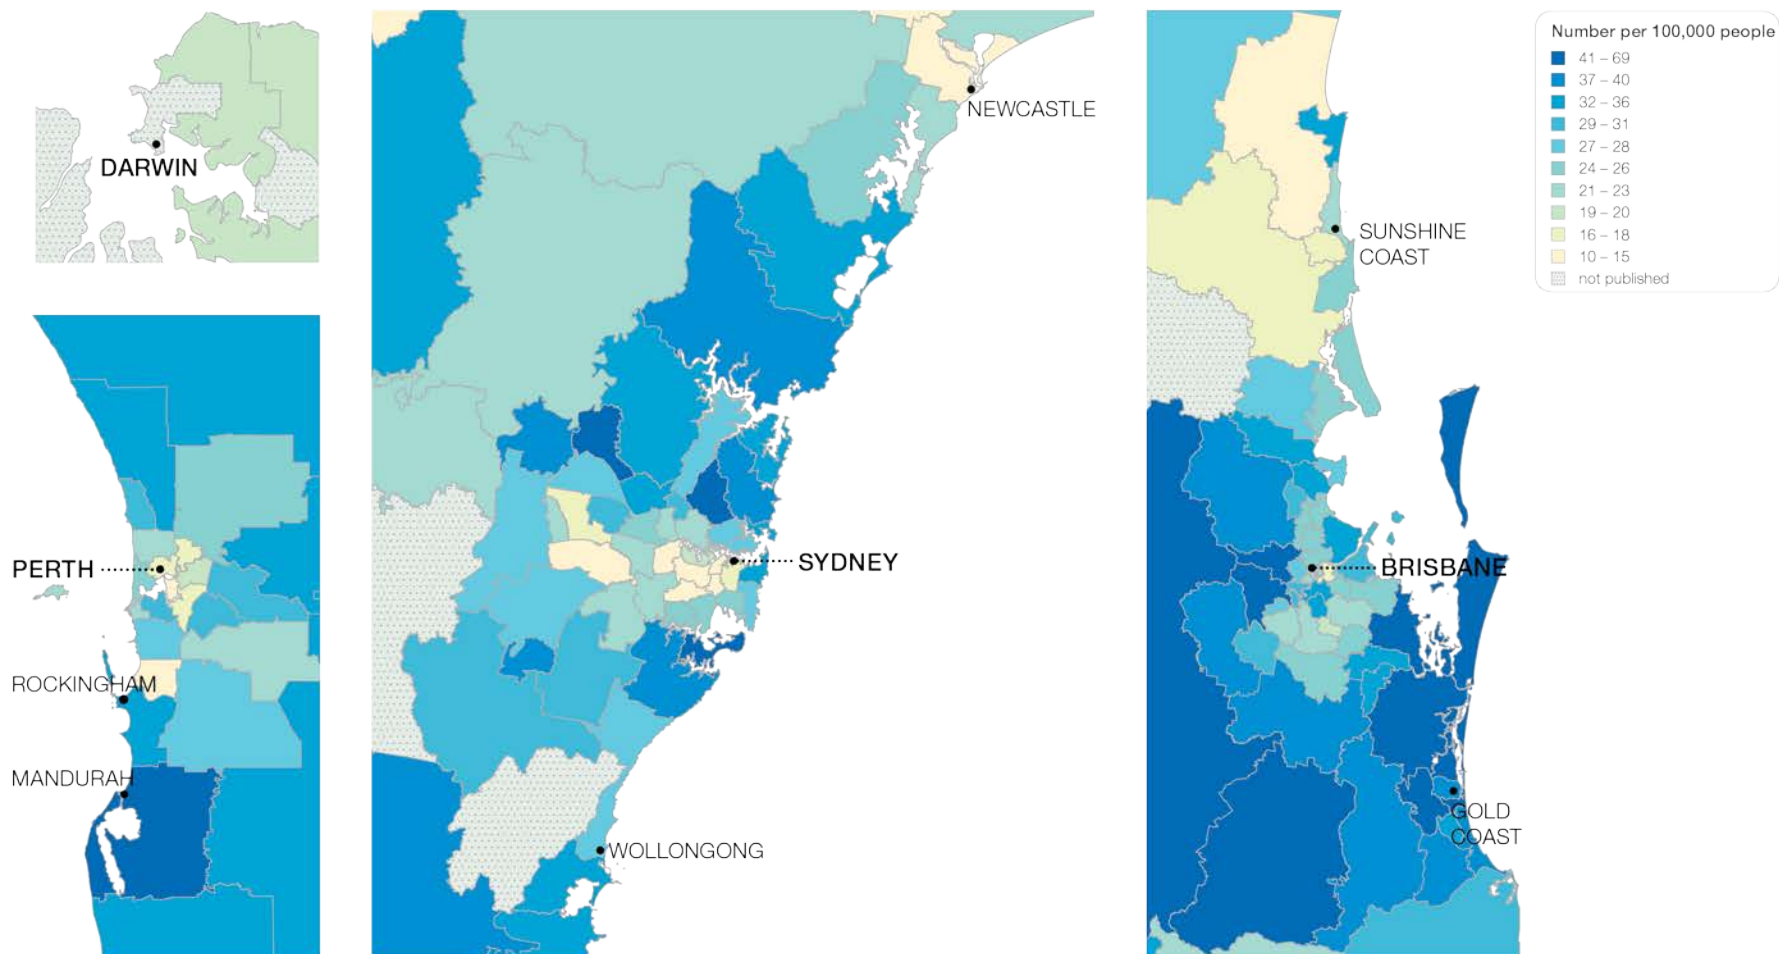 DARWIN
PERTH
ROCKINGHAM
MANDURAH
NEWCASTLE
SYDNEY
WOLLONGONG
SUNSHINE
COAST
BRISBANE
GOLD
COAST
Number per 100,000 people
41 – 69
37 – 40
32 – 36
29 – 31
27 – 28
24 – 26
21 – 23
19 – 20
16 – 18
10 – 15
not published